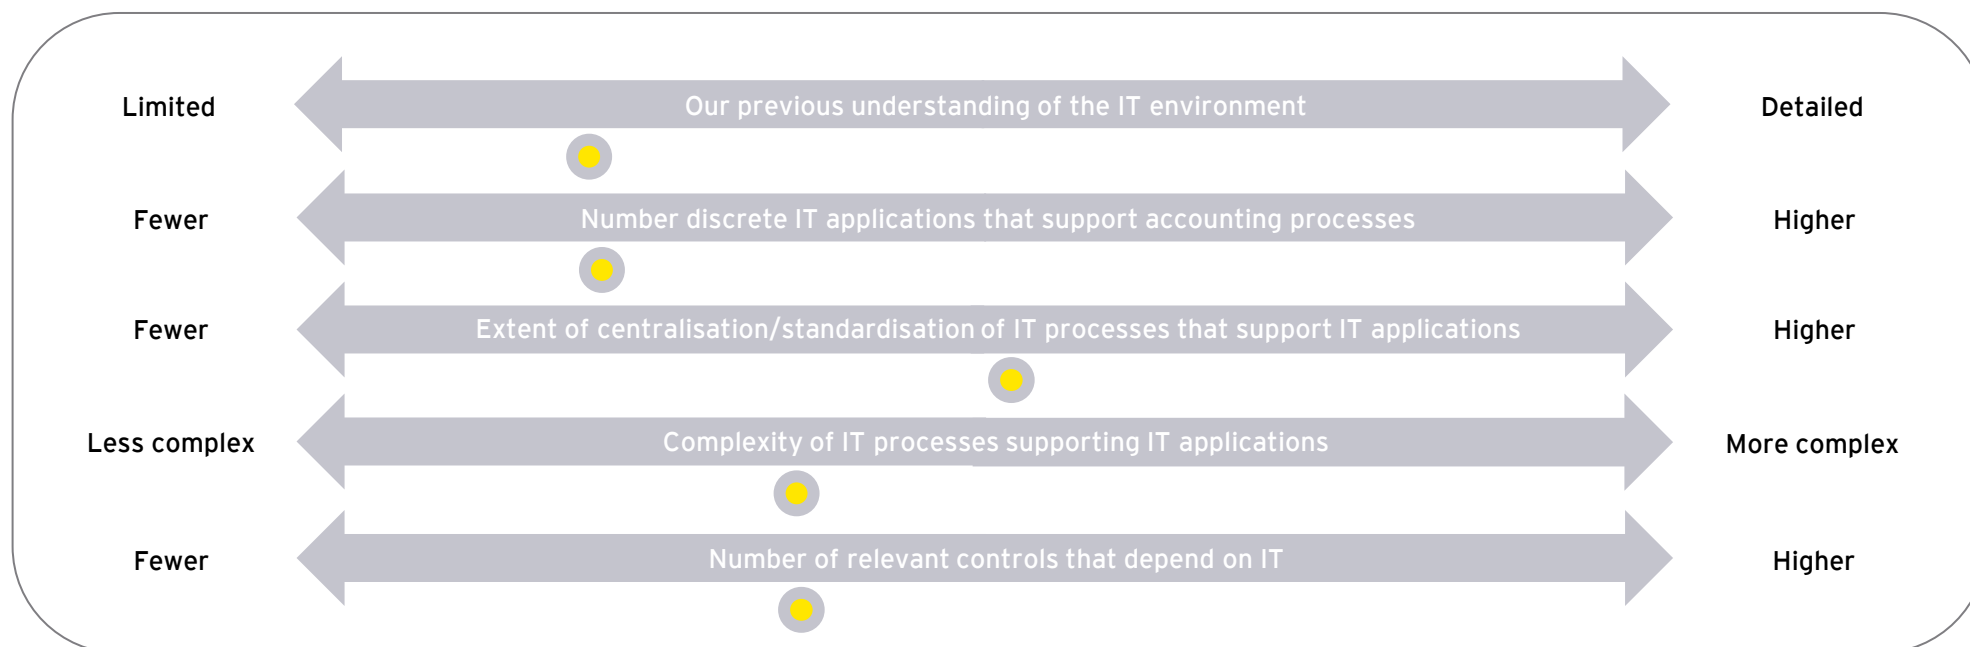 Limited Our previous understanding of the IT environment Detailed
Fewer Number discrete IT applications that support accounting processes Higher
Fewer Extent of centralisation/standardisation of IT processes that support IT applications Higher
Less complex Complexity of IT processes supporting IT applications More complex
Fewer Number of relevant controls that depend on IT Higher